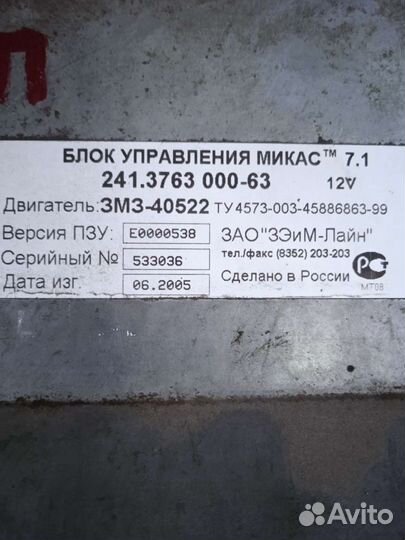 П
БЛОК УПРАВЛЕНИЯ МИКАС™ 7.1
241.3763 000-63 12V
Двигатель: ЗМЗ-40522 ТУ 4573-003-45886863-99
Версия ПЗУ: E0000538 ЗАО "ЗЭиМ-Лайн"
тел./факс (8352) 203-203
Серийный № 533036
Сделано в России
Дата изг. 06.2005
РСТ
МТ08
Avito